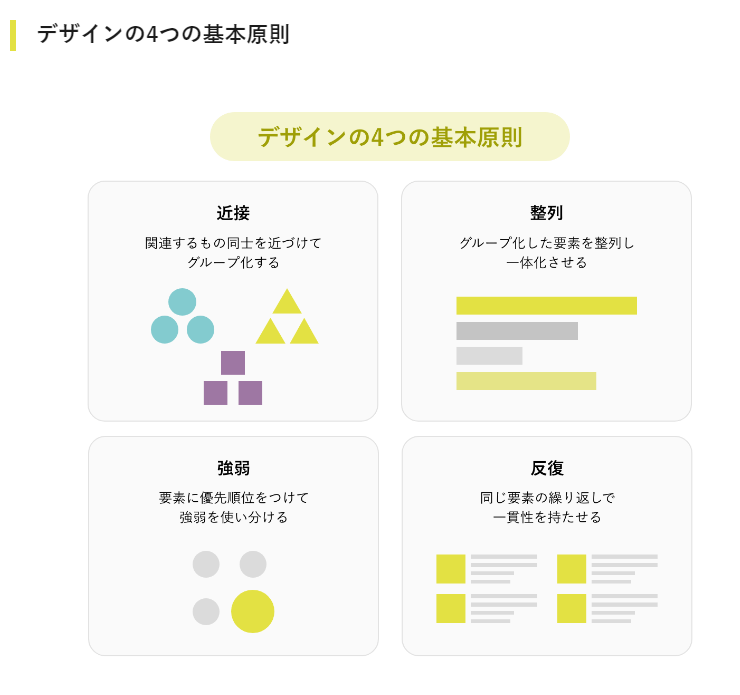 デザインの4つの基本原則
デザインの4つの基本原則
近接
関連するもの同士を近づけて
グループ化する
整列
グループ化した要素を整列し
一体化させる
強弱
要素に優先順位をつけて
強弱を使い分ける
反復
同じ要素の繰り返しで
一貫性を持たせる